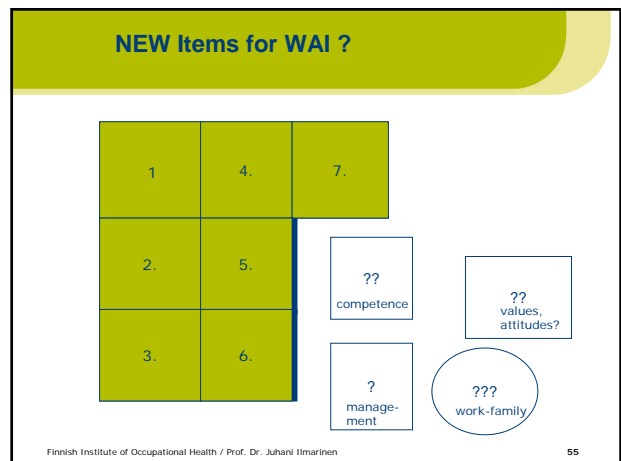 NEW Items for WAI ?
1
4.
7.
2.
5.
3.
6.
??
competence
??
values,
attitudes?
?
manage-
ment
???
work-family
Finnish Institute of Occupational Health / Prof. Dr. Juhani Ilmarinen
55